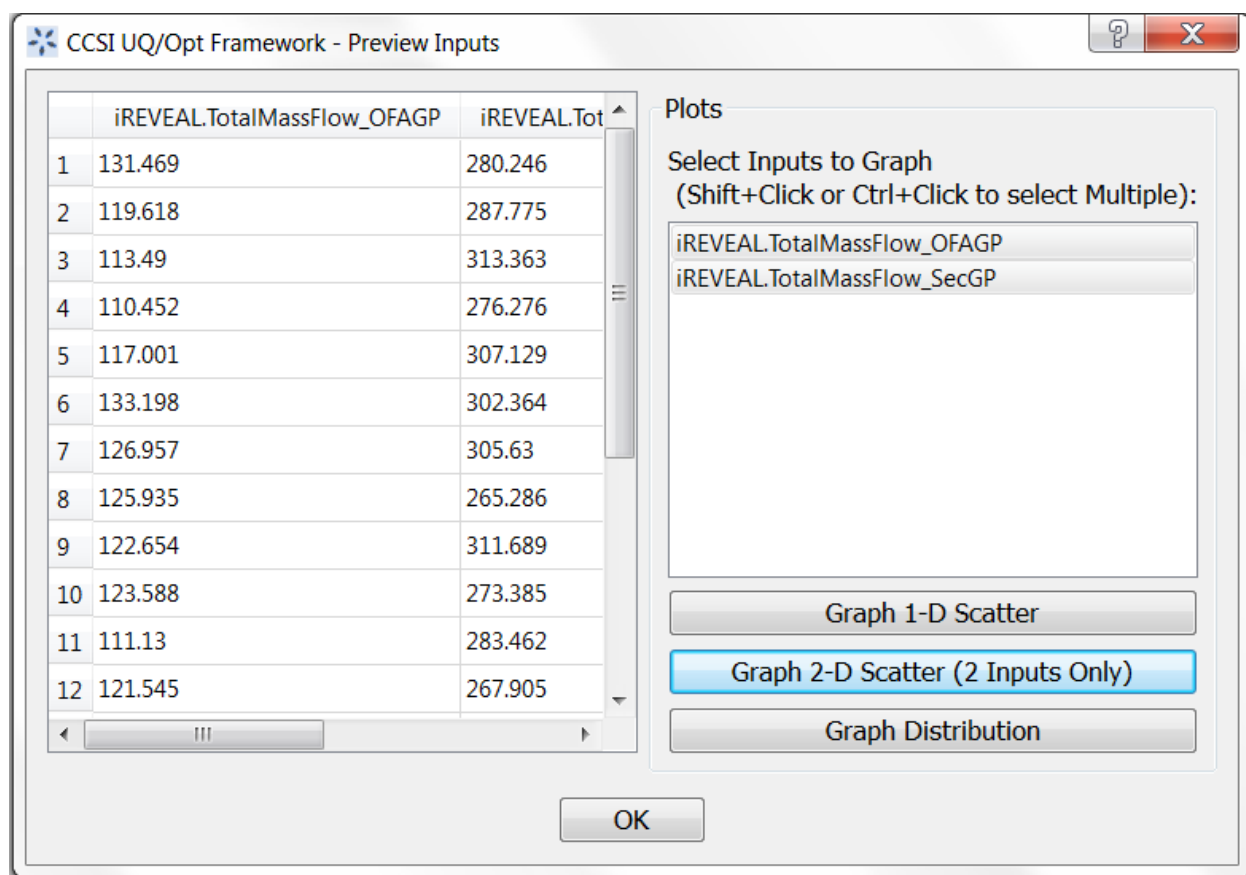 CCSI UQ/Opt Framework - Preview Inputs
iREVEAL.TotalMassFlow_OFAGP iREVEAL.Tot
1 131.469 280.246
2 119.618 287.775
3 113.49 313.363
4 110.452 276.276
5 117.001 307.129
6 133.198 302.364
7 126.957 305.63
8 125.935 265.286
9 122.654 311.689
10 123.588 273.385
11 111.13 283.462
12 121.545 267.905
Plots
Select Inputs to Graph
(Shift+Click or Ctrl+Click to select Multiple):
iREVEAL.TotalMassFlow_OFAGP
iREVEAL.TotalMassFlow_SecGP
Graph 1-D Scatter
Graph 2-D Scatter (2 Inputs Only)
Graph Distribution
OK